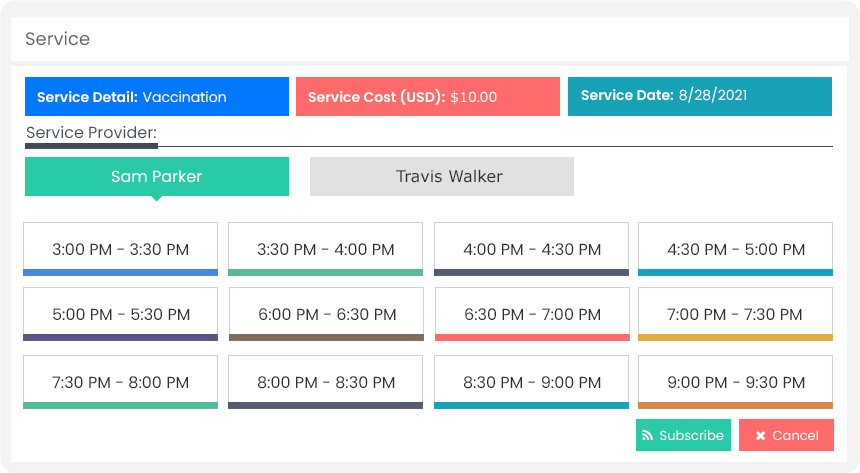 Service
Service Detail: Vaccination
Service Cost (USD): $10.00
Service Date: 8/28/2021
Service Provider:
Sam Parker
Travis Walker
3:00 PM - 3:30 PM
3:30 PM - 4:00 PM
4:00 PM - 4:30 PM
4:30 PM - 5:00 PM
5:00 PM - 5:30 PM
6:00 PM - 6:30 PM
6:30 PM - 7:00 PM
7:00 PM - 7:30 PM
7:30 PM - 8:00 PM
8:00 PM - 8:30 PM
8:30 PM - 9:00 PM
9:00 PM - 9:30 PM
Subscribe
Cancel